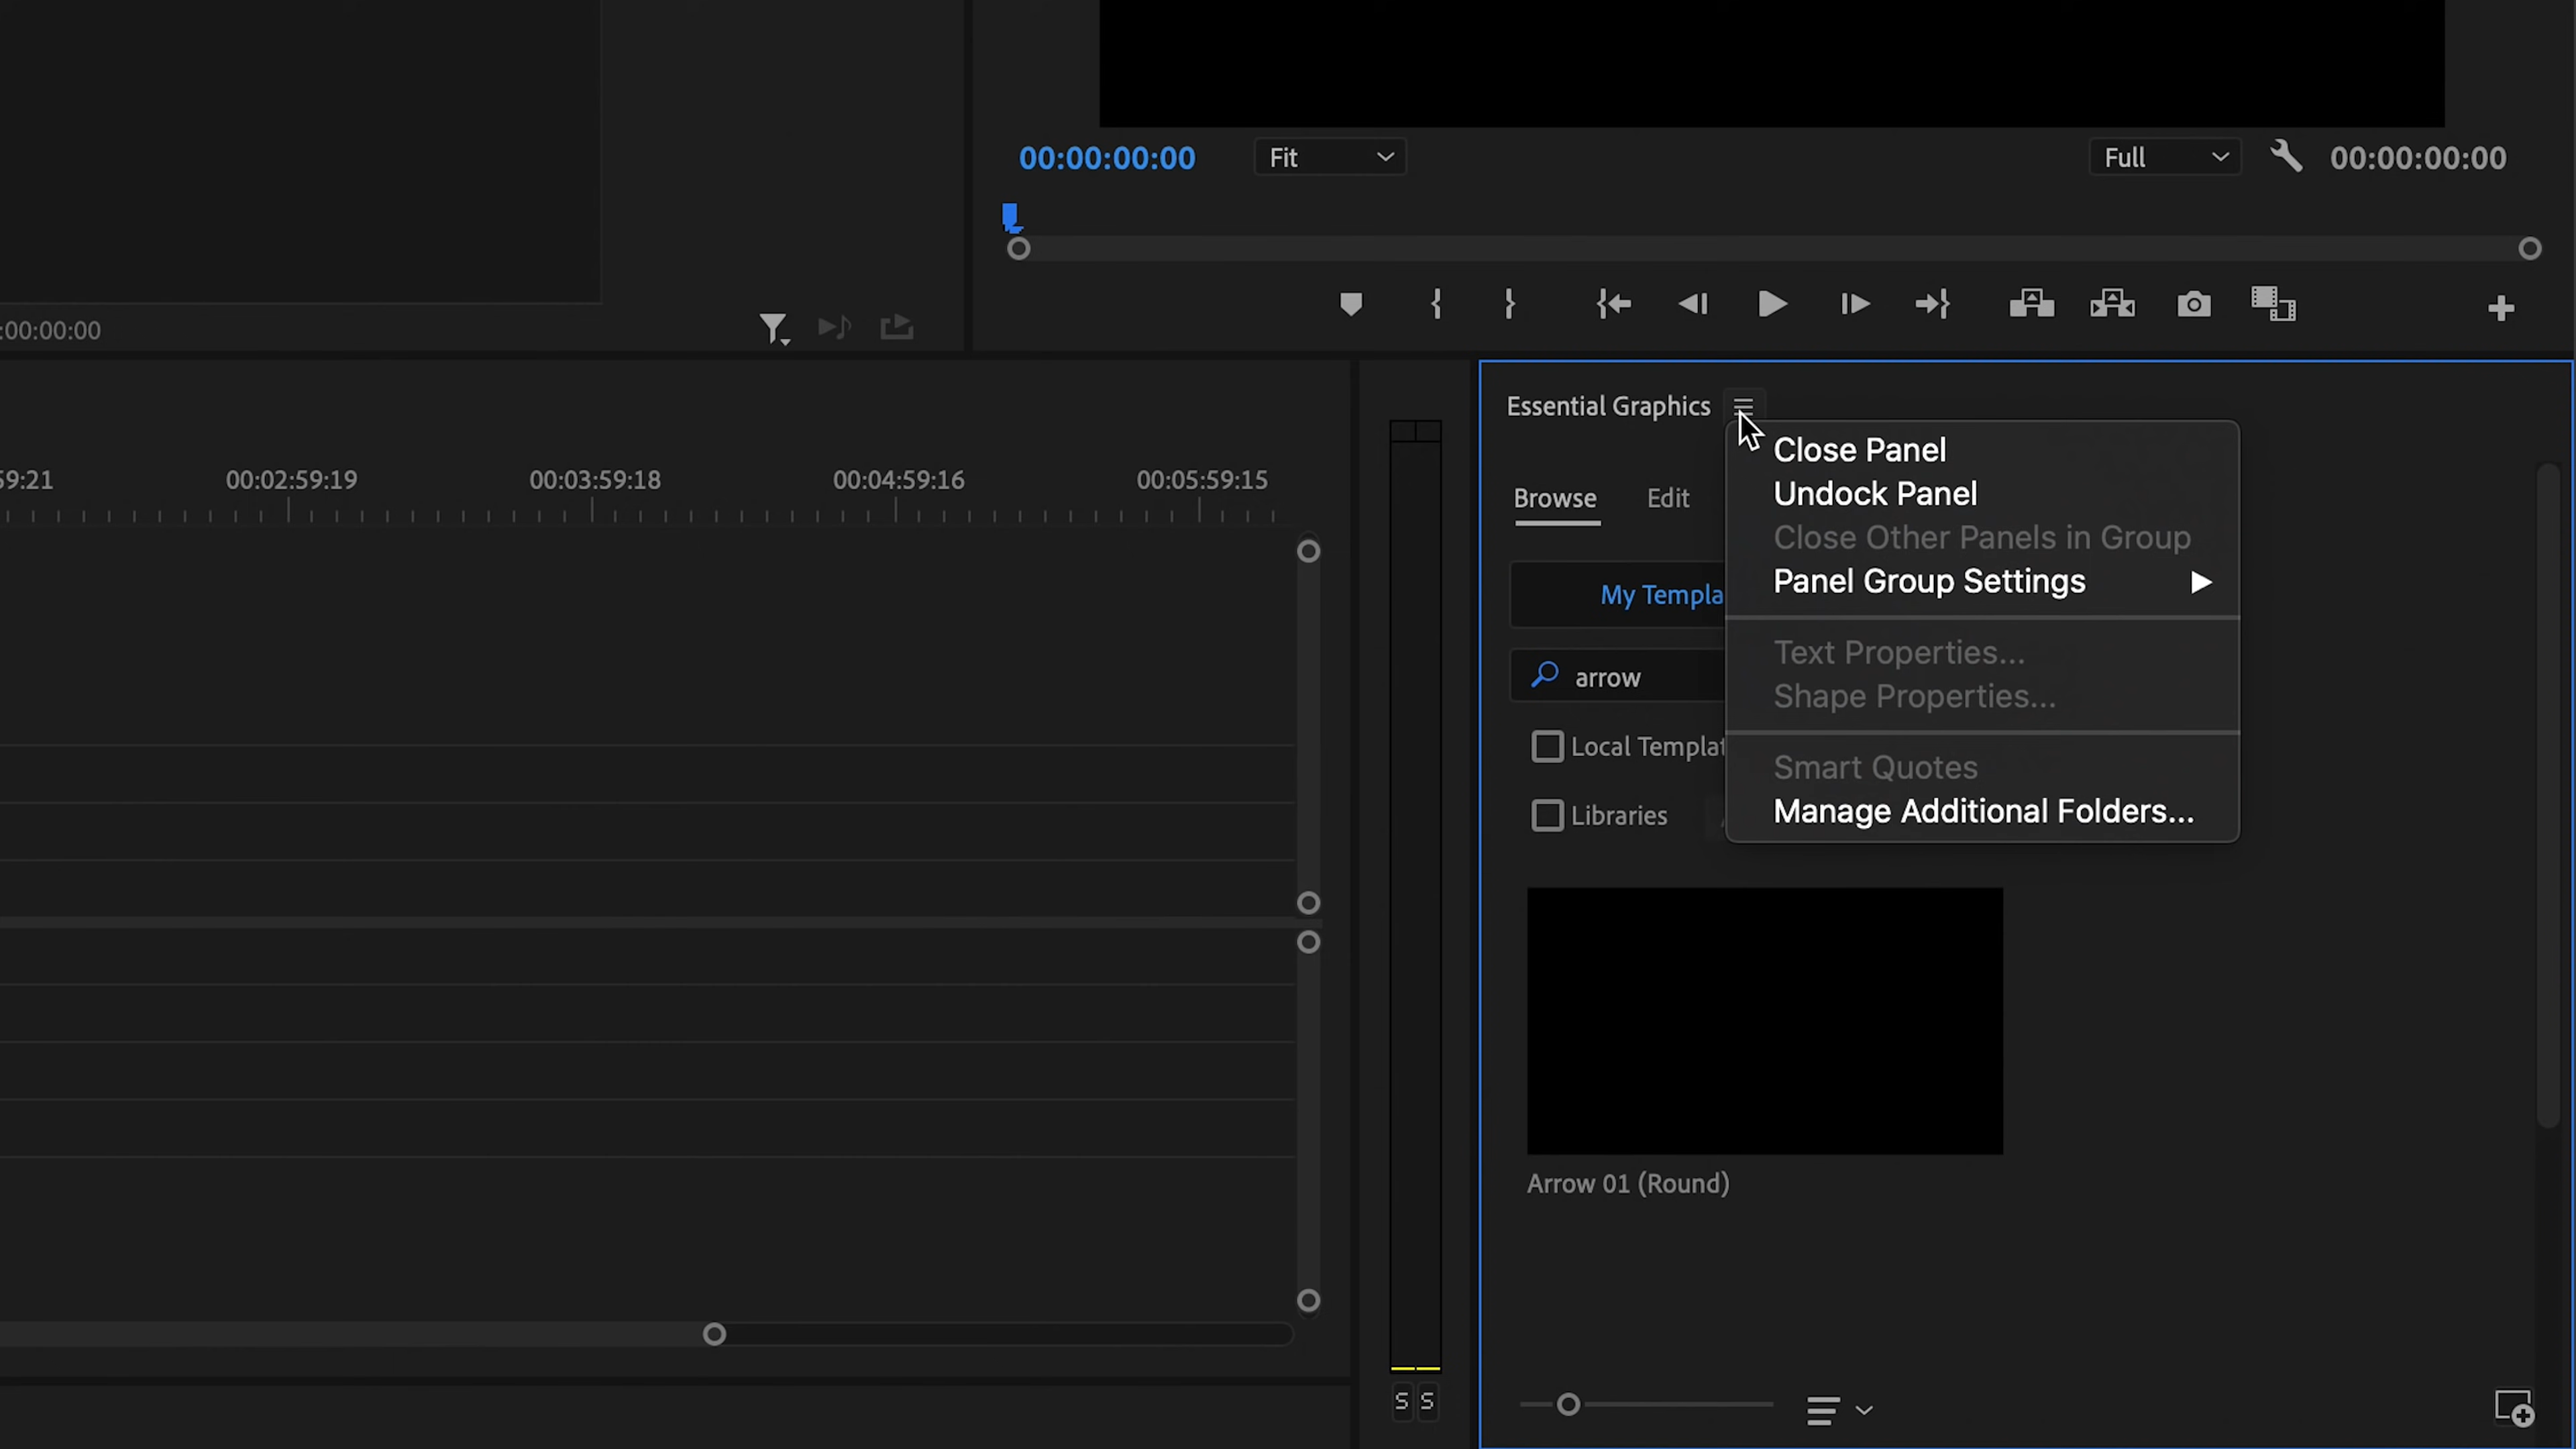 00:00:00:00 Fit Full 00:00:00:00
:00:00:00
Essential Graphics
Close Panel
Undock Panel
Close Other Panels in Group
Panel Group Settings
Text Properties...
Shape Properties...
Smart Quotes
Manage Additional Folders...
59:21 00:02:59:19 00:03:59:18 00:04:59:16 00:05:59:15
Browse Edit
My Templa
arrow
Local Templat
Libraries
Arrow 01 (Round)
S S